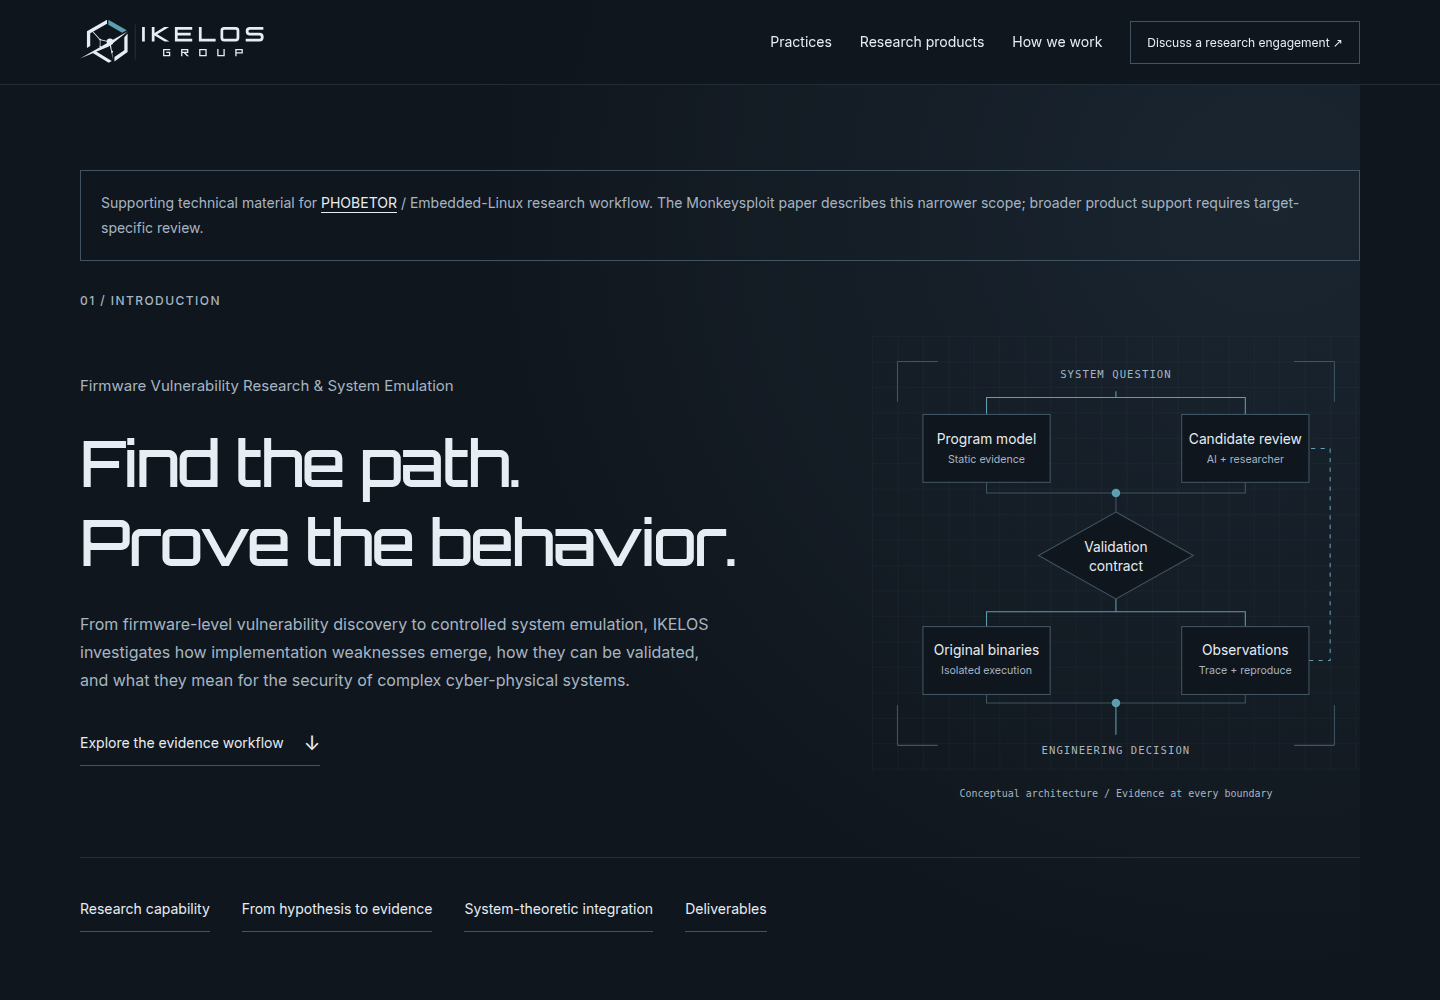 IKELOS
GROUP
Practices
Research products
How we work
Discuss a research engagement ↗
Supporting technical material for PHOBETOR / Embedded-Linux research workflow. The Monkeysploit paper describes this narrower scope; broader product support requires target-
specific review.
01 / INTRODUCTION
Firmware Vulnerability Research & System Emulation
Find the path.
Prove the behavior.
From firmware-level vulnerability discovery to controlled system emulation, IKELOS
investigates how implementation weaknesses emerge, how they can be validated,
and what they mean for the security of complex cyber-physical systems.
Explore the evidence workflow ↓
SYSTEM QUESTION
Program model
Static evidence
Candidate review
AI + researcher
Validation
contract
Original binaries
Isolated execution
Observations
Trace + reproduce
ENGINEERING DECISION
Conceptual architecture / Evidence at every boundary
Research capability
From hypothesis to evidence
System-theoretic integration
Deliverables